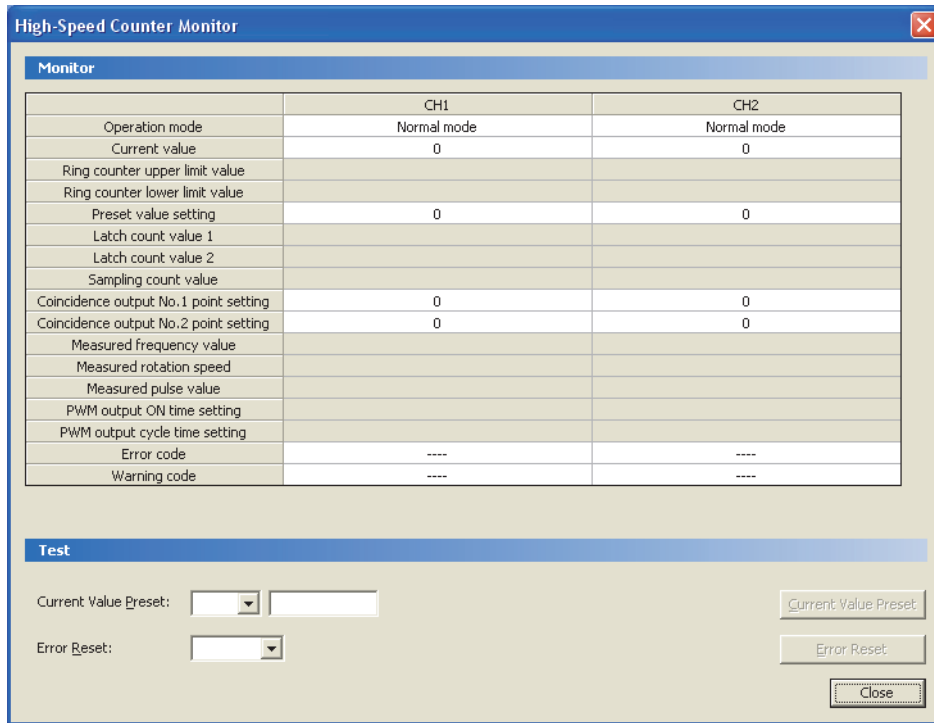 High-Speed Counter Monitor
Monitor
CH1 CH2
Operation mode Normal mode Normal mode
Current value 0 0
Ring counter upper limit value
Ring counter lower limit value
Preset value setting 0 0
Latch count value 1
Latch count value 2
Sampling count value
Coincidence output No.1 point setting 0 0
Coincidence output No.2 point setting 0 0
Measured frequency value
Measured rotation speed
Measured pulse value
PWM output ON time setting
PWM output cycle time setting
Error code ---- ----
Warning code ---- ----
Test
Current Value Preset: Current Value Preset
Error Reset: Error Reset
Close